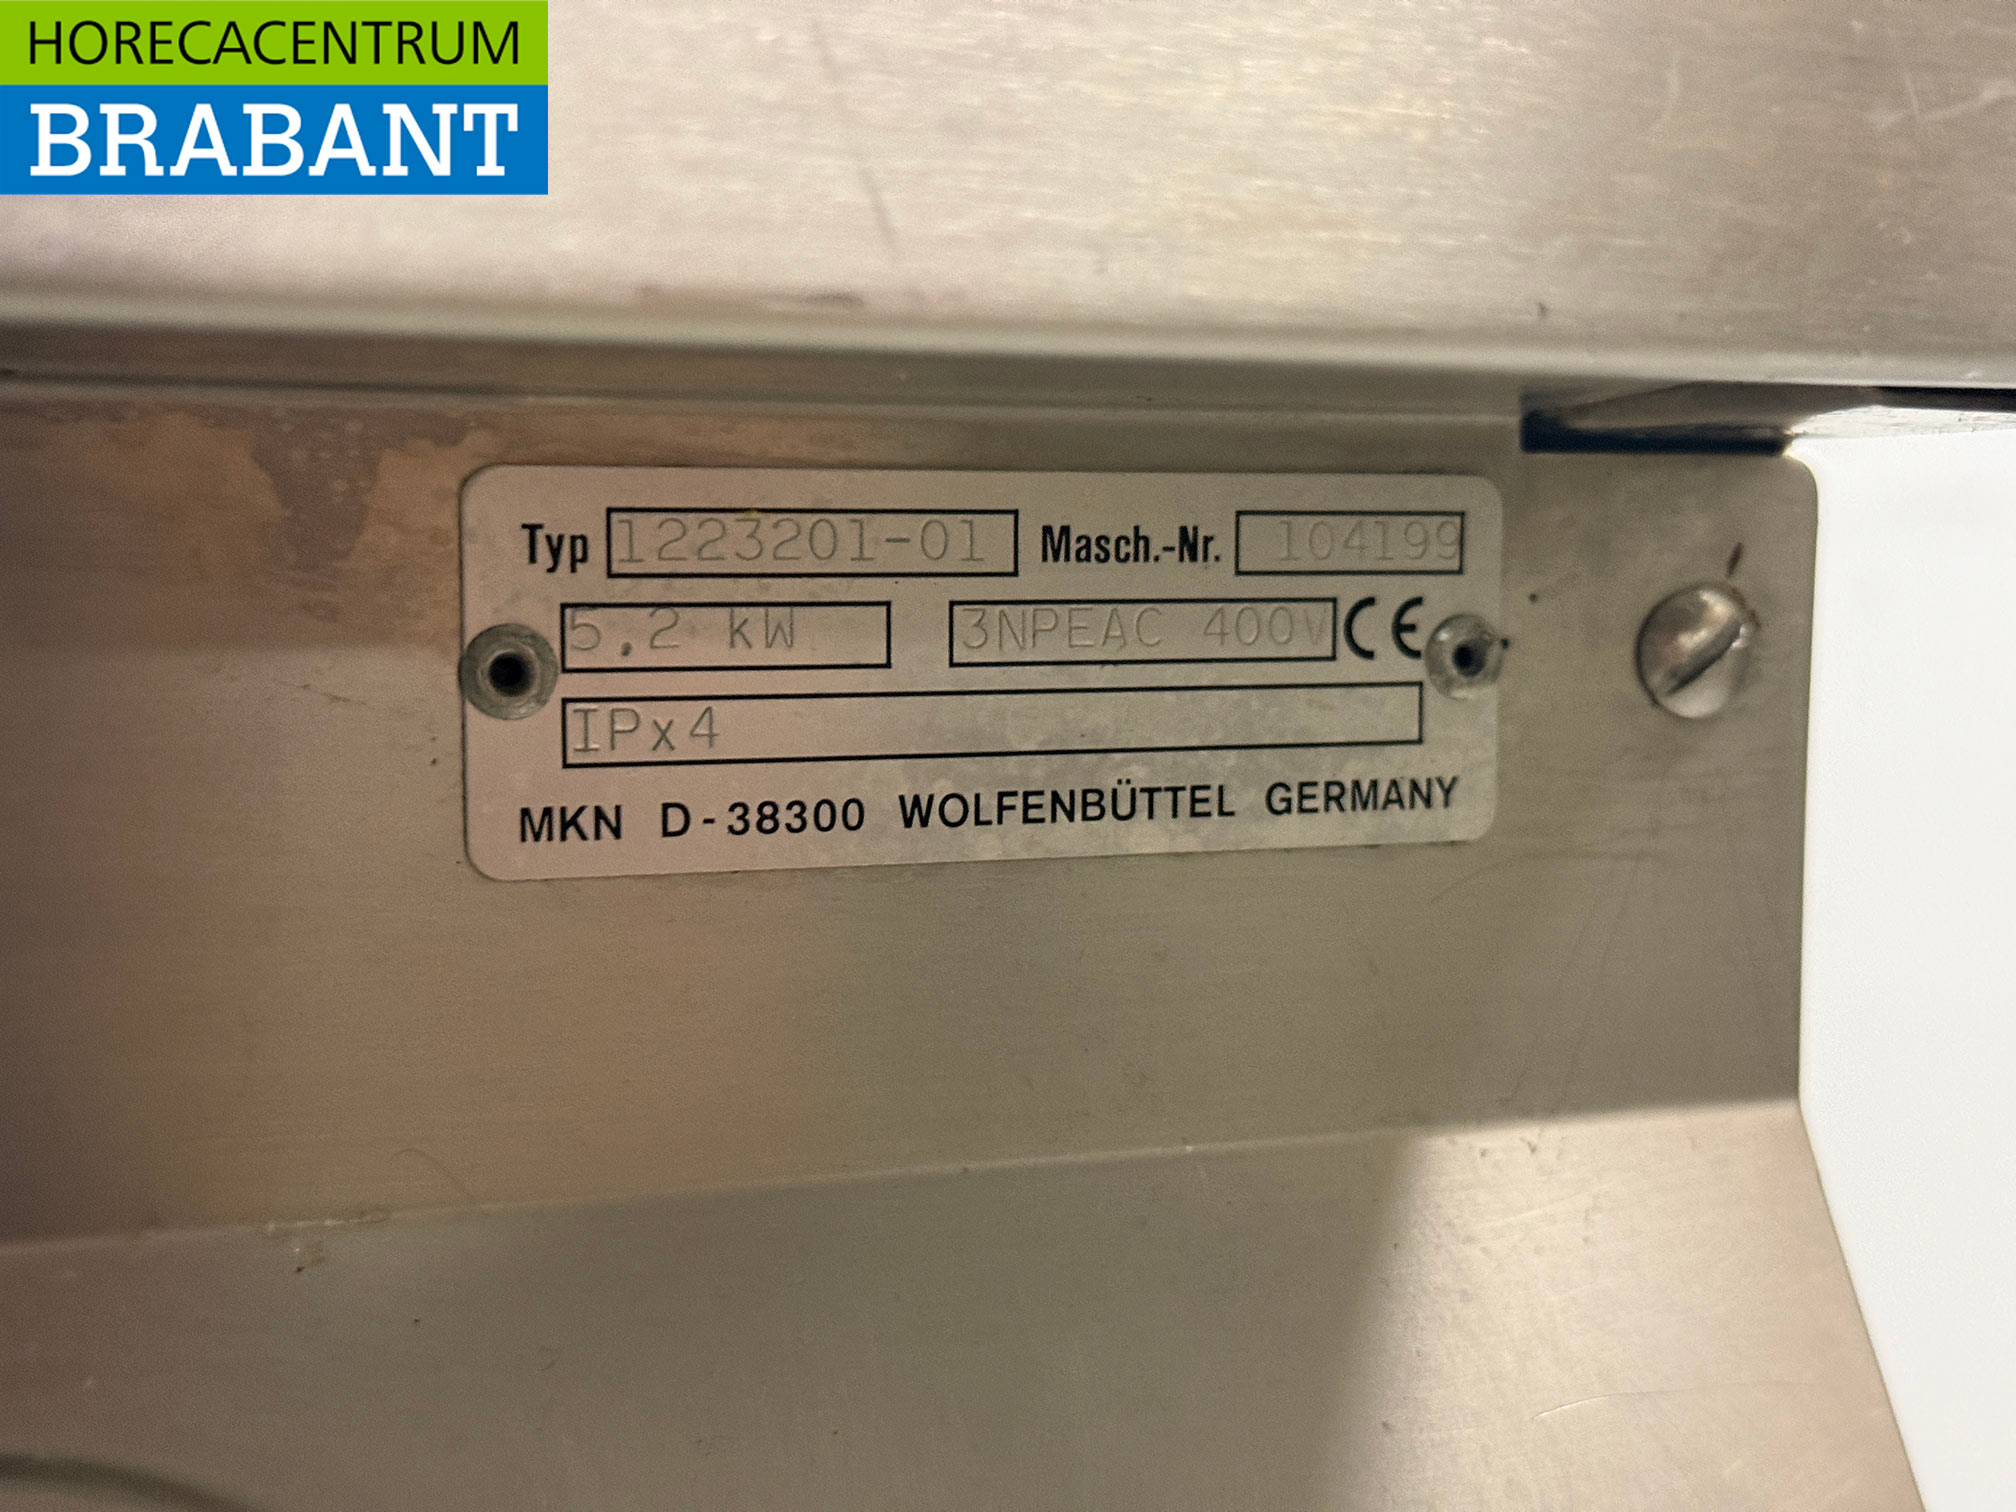 HORECACENTRUM
BRABANT
Typ 1223201-01 Masch.-Nr. 104199
5,2 kW 3NPEAC 400V CE
IPx4
MKN D-38300 WOLFENBÜTTEL GERMANY